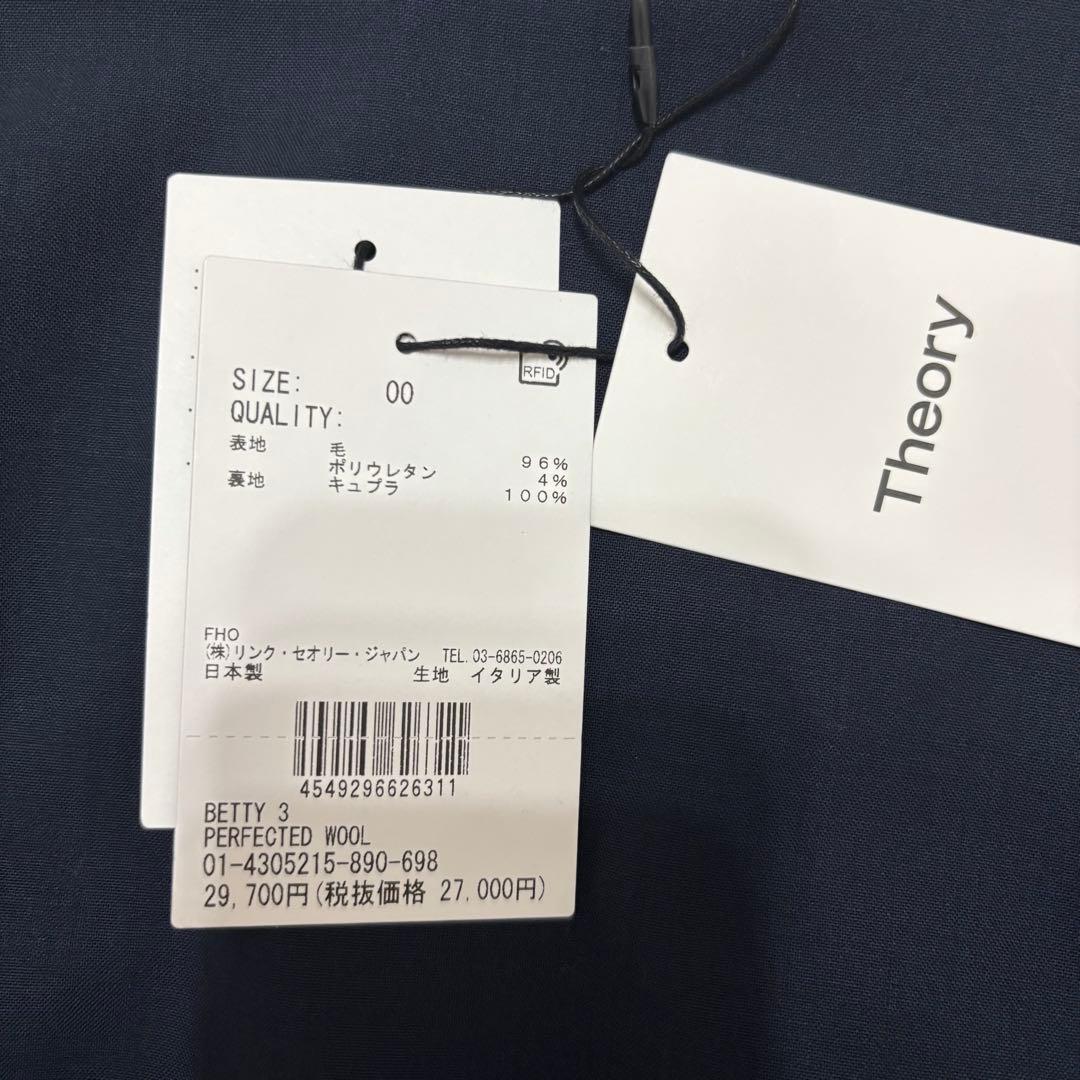 RFID
SIZE: 00
QUALITY:
表地 毛 96%
ポリウレタン 4%
裏地 キュプラ 100%
FHO
(株)リンク・セオリー・ジャパン TEL.03-6865-0206
日本製 生地 イタリア製
4549296626311
BETTY 3
PERFECTED WOOL
01-4305215-890-698
29,700円(税抜価格 27,000円)
Theory